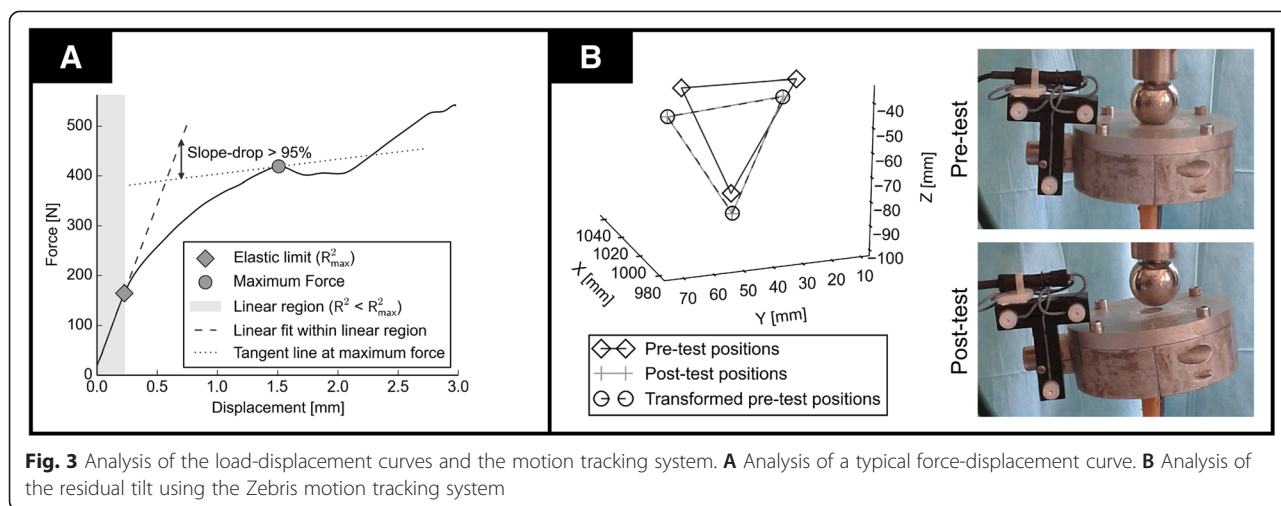 A
Force [N]
500
400
300
200
100
0
Slope-drop > 95%
Elastic limit (R²max)
Maximum Force
Linear region (R² < R²max)
Linear fit within linear region
Tangent line at maximum force
0.0 0.5 1.0 1.5 2.0 2.5 3.0
Displacement [mm]
B
−40
−50
−60
−70
−80
−90
−100
Z [mm]
1040
1020
1000
980
X [mm]
70 60 50 40 30 20 10
Y [mm]
Pre-test positions
Post-test positions
Transformed pre-test positions
Pre-test
Post-test
Fig. 3 Analysis of the load-displacement curves and the motion tracking system. A Analysis of a typical force-displacement curve. B Analysis of
the residual tilt using the Zebris motion tracking system